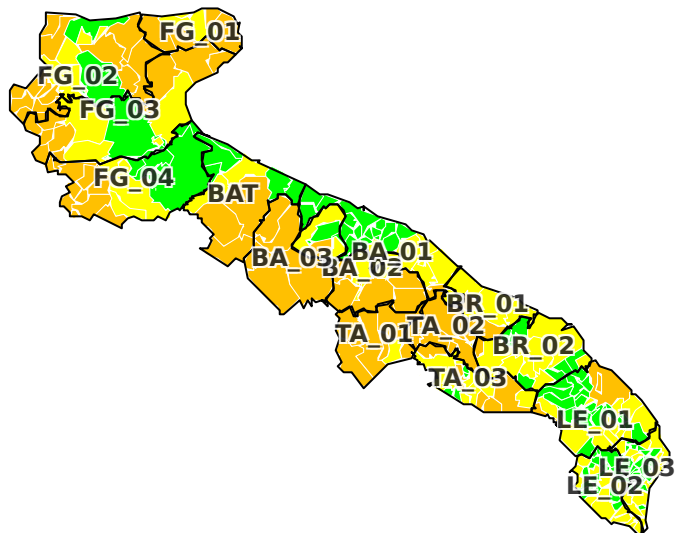 FG_01
FG_02
FG_03
FG_04
BAT
BA_01
BA_03
BA_02
BR_01
TA_02
TA_01
BR_02
TA_03
LE_01
LE_03
LE_02